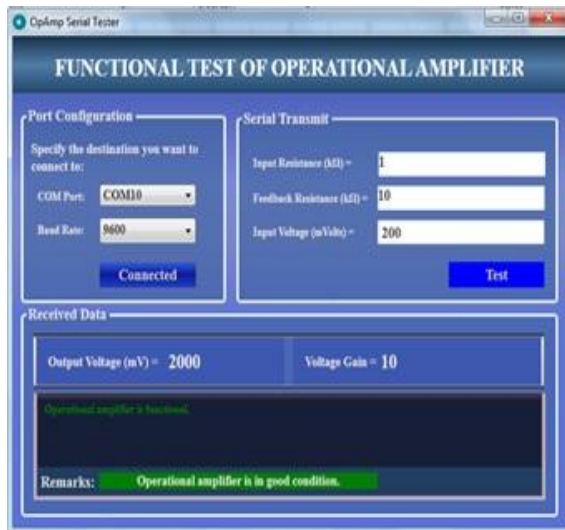 OpAmp Serial Tester
FUNCTIONAL TEST OF OPERATIONAL AMPLIFIER
Port Configuration
Specify the destination you want to
connect to:
COM Port: COM10
Baud Rate: 9600
Connected
Serial Transmit
Input Resistance (kΩ) = 1
Feedback Resistance (kΩ) = 10
Input Voltage (mVolts) = 200
Test
Received Data
Output Voltage (mV) = 2000
Voltage Gain = 10
Operational amplifier is functional.
Remarks: Operational amplifier is in good condition.